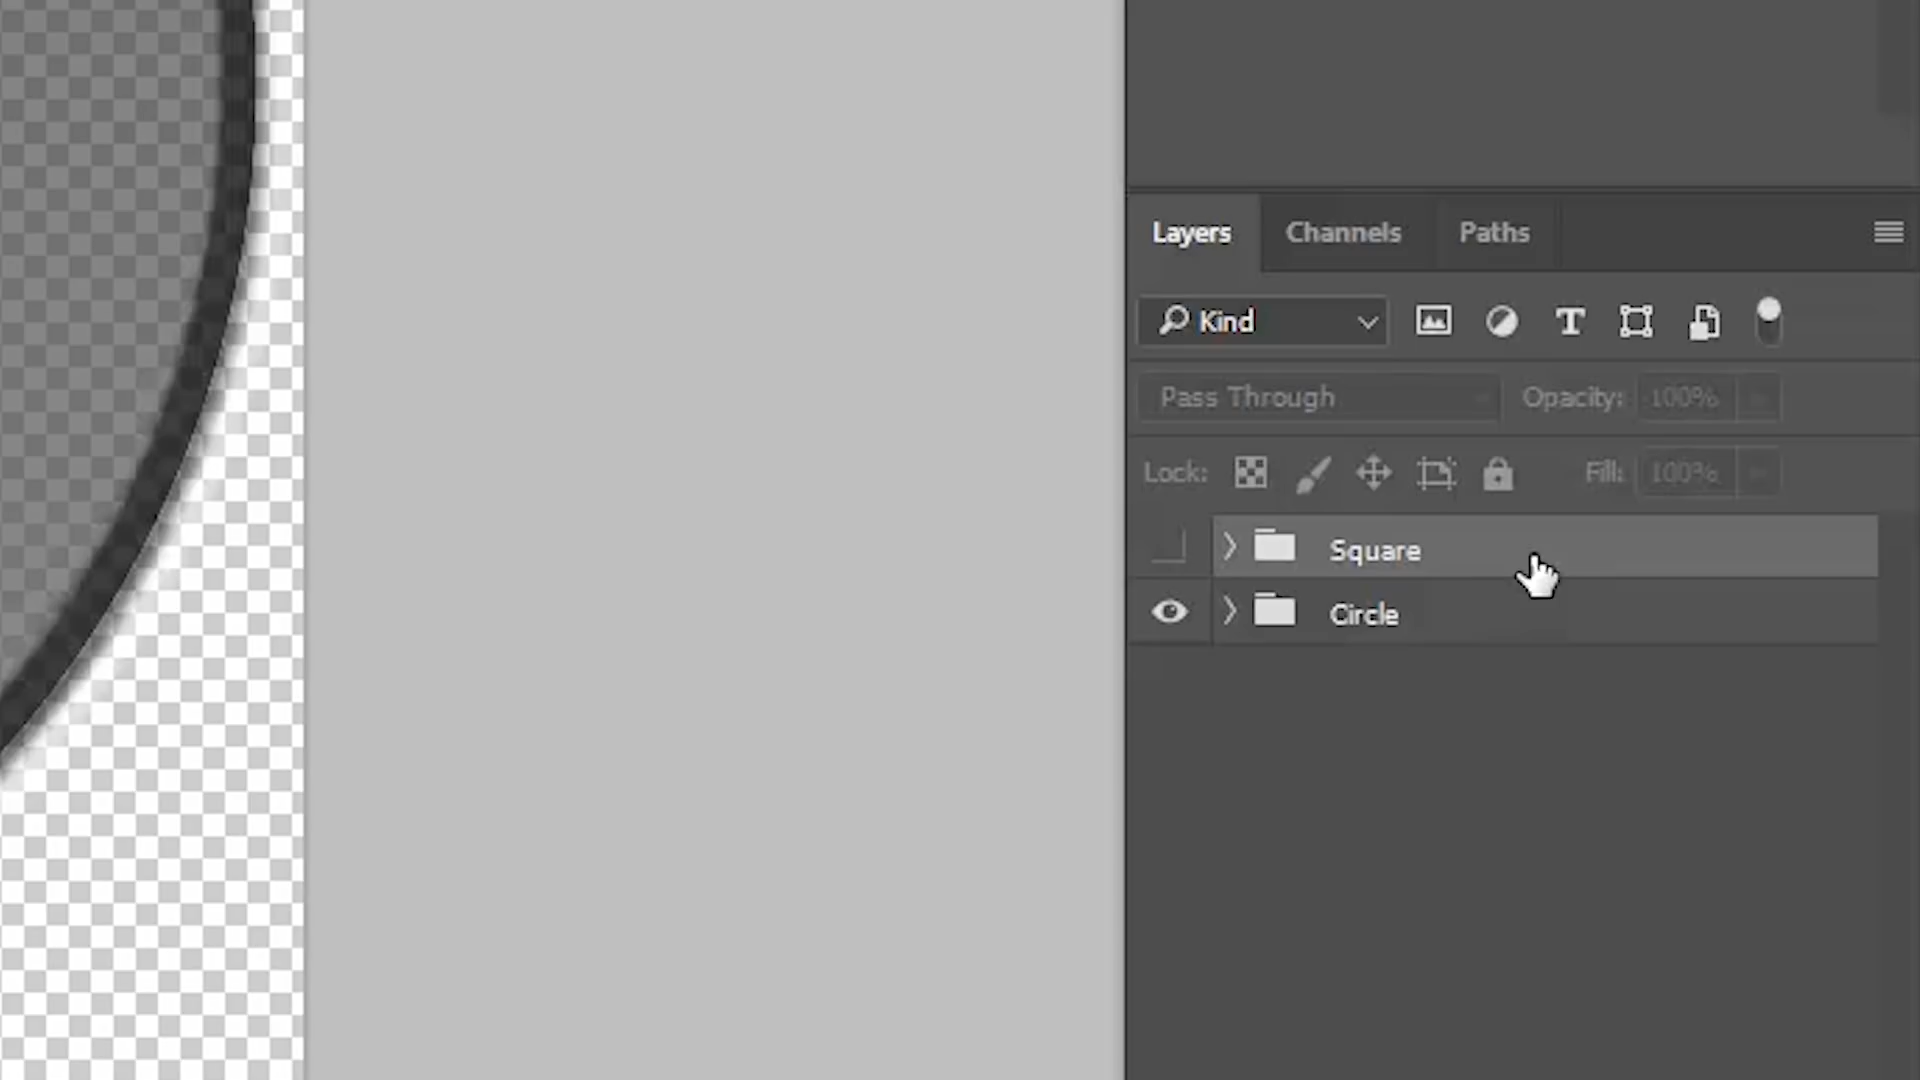 Layers Channels Paths
Kind
Pass Through Opacity: 100%
Lock: Fill: 100%
Square
Circle